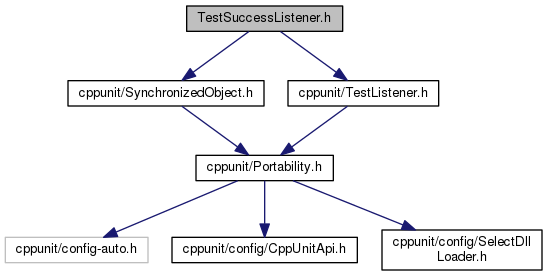 TestSuccessListener.h
cppunit/SynchronizedObject.h
cppunit/TestListener.h
cppunit/Portability.h
cppunit/config-auto.h
cppunit/config/CppUnitApi.h
cppunit/config/SelectDll
Loader.h